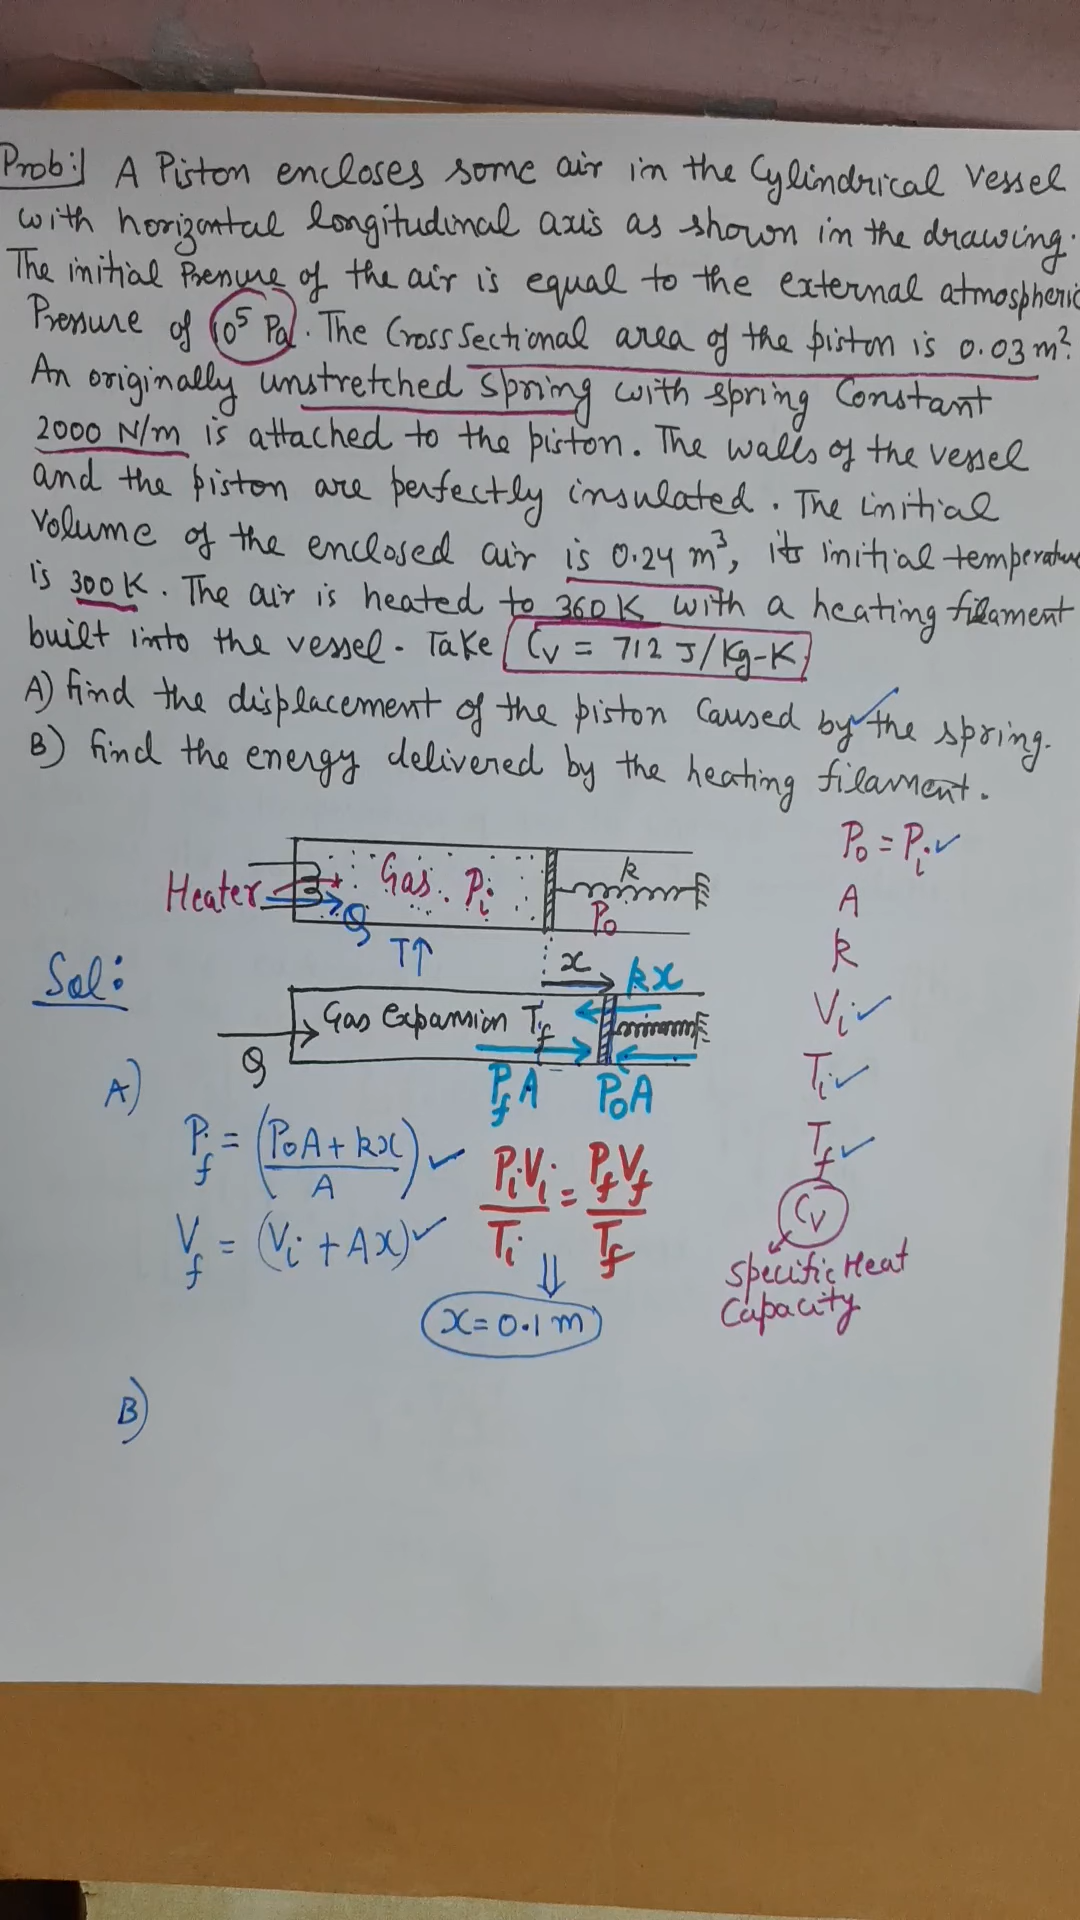 Prob:] A Piston encloses some air in the Cylindrical vessel
with horizontal longitudinal axis as shown in the drawing.
The initial Pressure of the air is equal to the external atmospheric
Pressure of 10⁵ Pa. The Cross Sectional area of the piston is 0.03 m².
An originally unstretched spring with spring Constant
2000 N/m is attached to the piston. The walls of the vessel
and the piston are perfectly insulated. The initial
Volume of the enclosed air is 0.24 m³, its initial temperature
is 300 K. The air is heated to 360 K with a heating filament
built into the vessel. Take Cv = 712 J/Kg-K
A) find the displacement of the piston caused by the spring.
B) find the energy delivered by the heating filament.
P₀ = Pᵢ ✓
Heater Q Gas Pᵢ k P₀
A
T↑
k
Sol:
x kx
Q Gas Expansion T_f
Vᵢ ✓
P_f A P₀A
Tᵢ ✓
A)
P_f = (P₀A + kx / A) ✓
PᵢVᵢ / Tᵢ = P_f V_f / T_f
T_f ✓
Cv
V_f = (Vᵢ + Ax) ✓
⇓
Specific Heat
Capacity
x = 0.1 m
B)